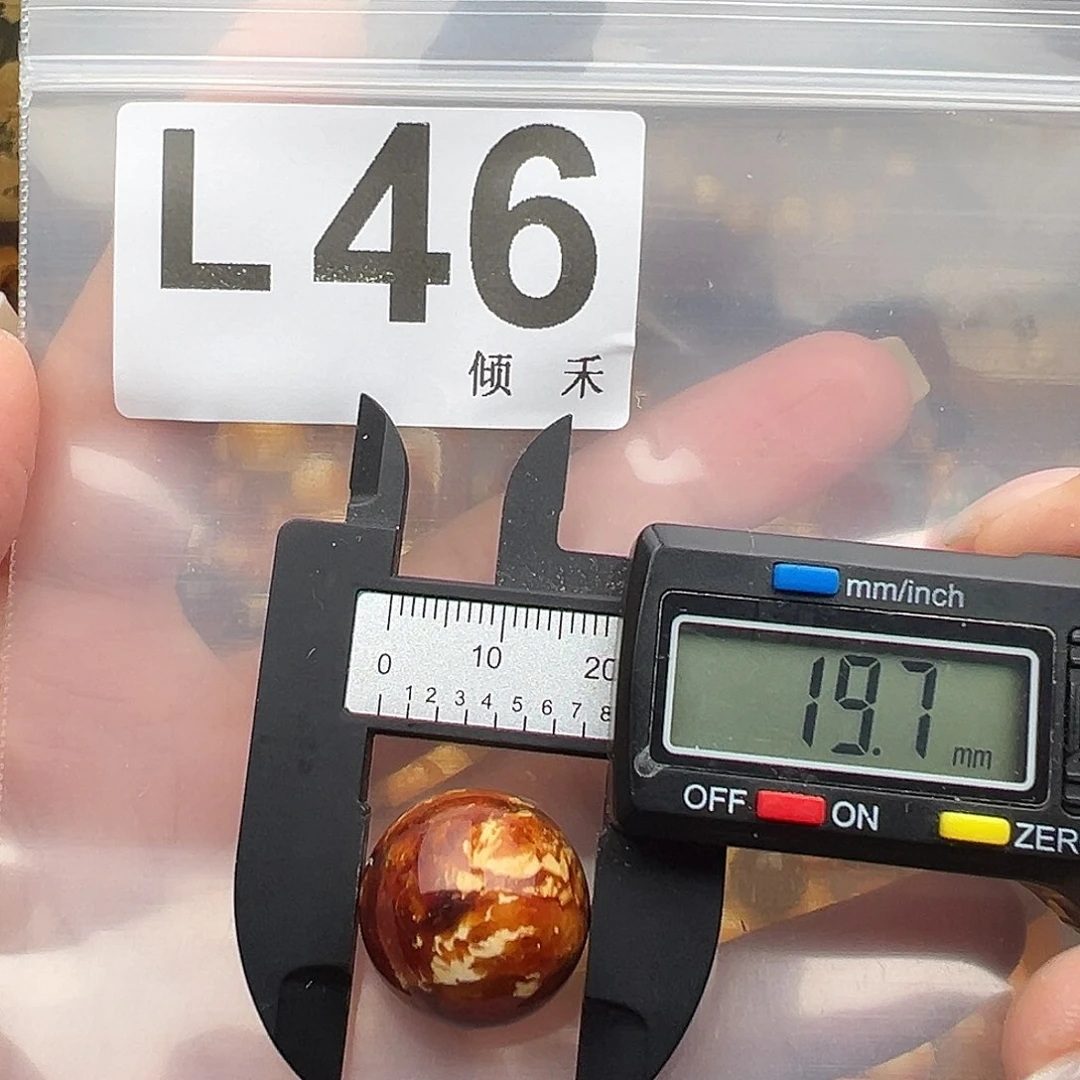 L 46
倾 禾
mm/inch
0 10 20
1 2 3 4 5 6 7 8
19.7 mm
OFF ON ZER